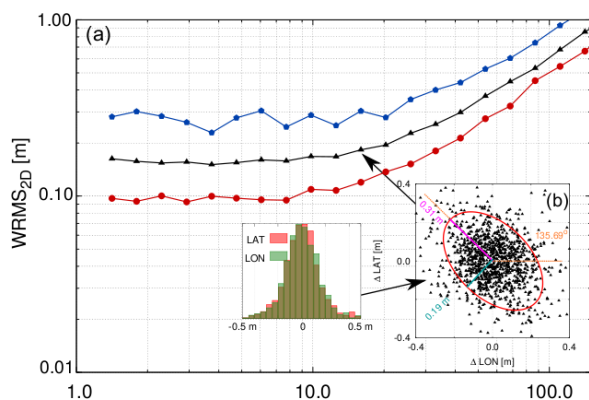 1.00
(a)
0.10
0.01
WRMS2D [m]
1.0
10.0
100.0
LAT
LON
-0.5 m
0
0.5 m
(b)
0.4
0.0
-0.4
Δ LAT [m]
0.31 m
0.19 m
135.69°
-0.4
0.0
0.4
Δ LON [m]